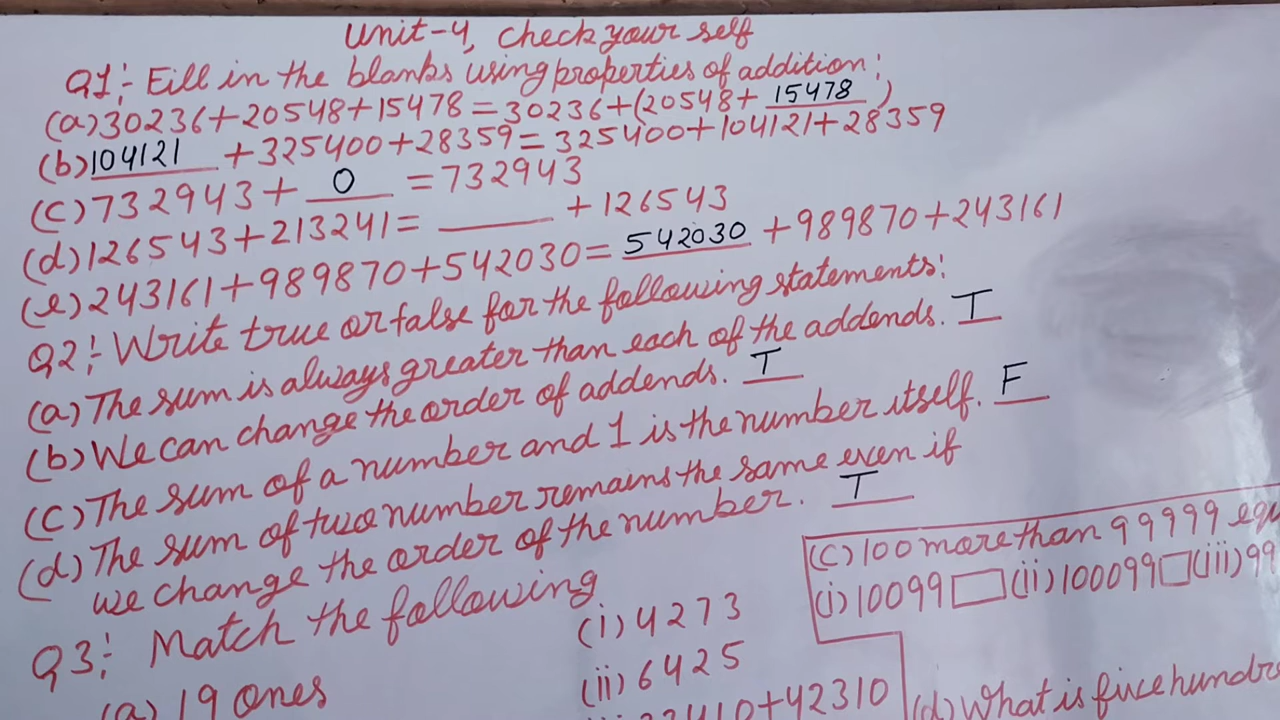 Unit-4, Check your self
Q1:- Fill in the blanks using properties of addition:
(a) 30236+20548+15478 = 30236+(20548+ 15478 )
(b) 104121 +325400+28359= 325400+104121+28359
(c) 732943+ 0 =732943
(d) 126543+213241= ______ +126543
(e) 243161+989870+542030= 542030 +989870+243161
Q2:- Write true or false for the following statements:
(a) The sum is always greater than each of the addends. T
(b) We can change the order of addends. T
(c) The sum of a number and 1 is the number itself. F
(d) The sum of two number remains the same even if
we change the order of the number. T
Q3:- Match the following
(a) 19 ones
(i) 4273
(ii) 6425
+42310
(c) 100 more than 99999
(i) 10099 (ii) 100099 (iii) 99
(d) What is five